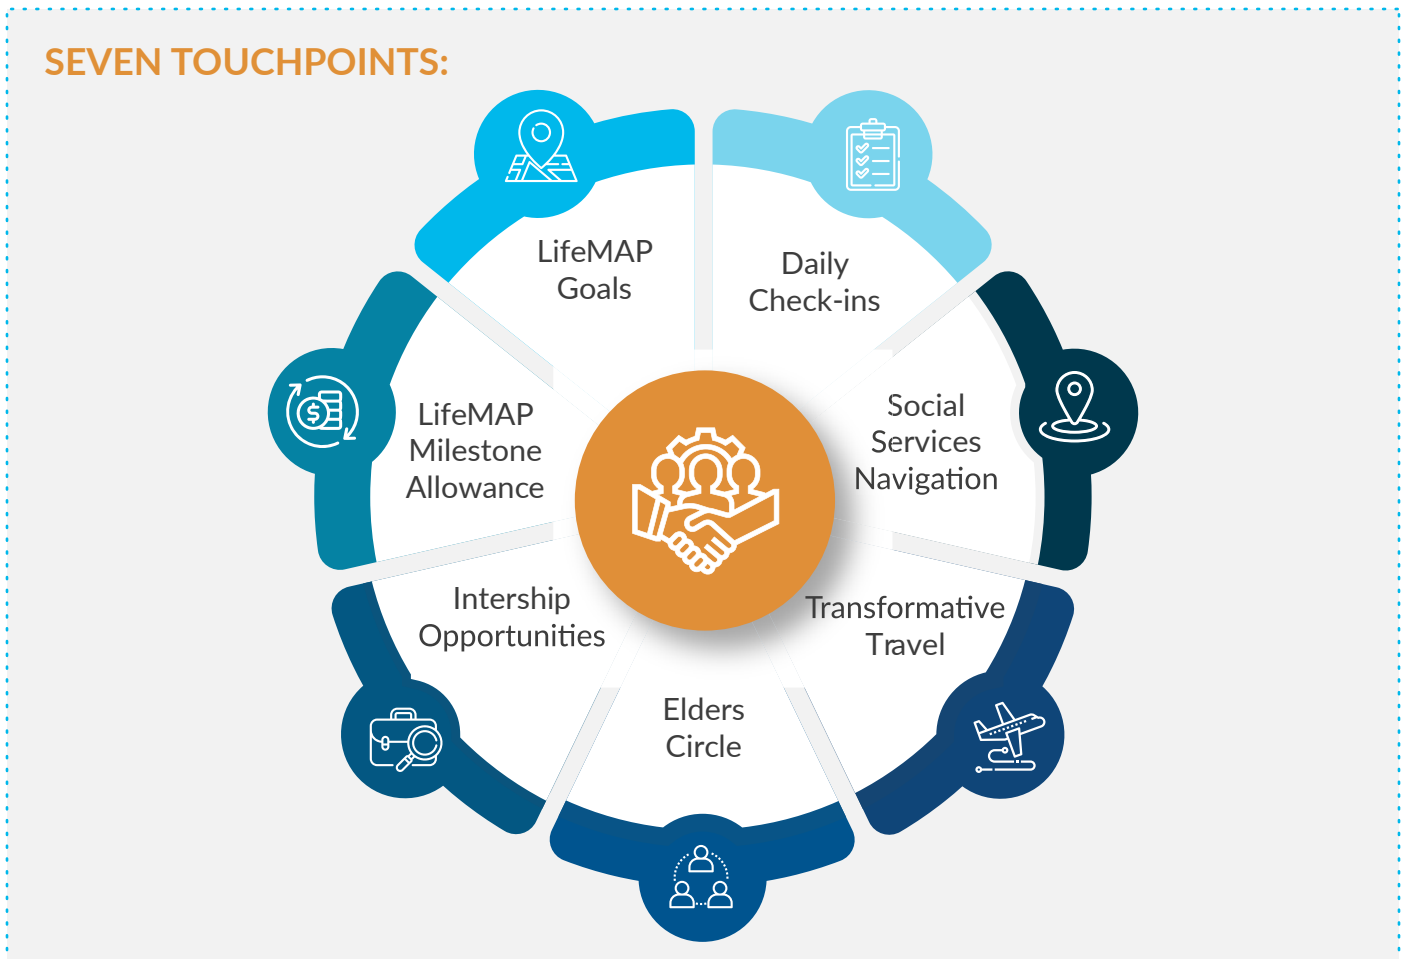 SEVEN TOUCHPOINTS:
LifeMAP
Goals
Daily
Check-ins
Social
Services
Navigation
Transformative
Travel
Elders
Circle
Intership
Opportunities
LifeMAP
Milestone
Allowance
$